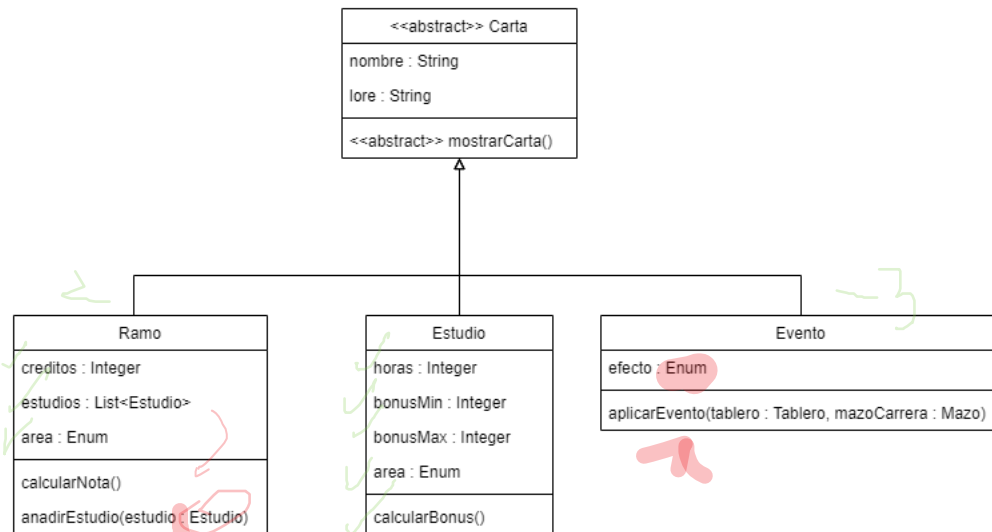 <<abstract>> Carta
nombre : String
lore : String
<<abstract>> mostrarCarta()
2
-3
Ramo
creditos : Integer
estudios : List<Estudio>
area : Enum
calcularNota()
anadirEstudio(estudio : Estudio)
Estudio
horas : Integer
bonusMin : Integer
bonusMax : Integer
area : Enum
calcularBonus()
Evento
efecto : Enum
aplicarEvento(tablero : Tablero, mazoCarrera : Mazo)